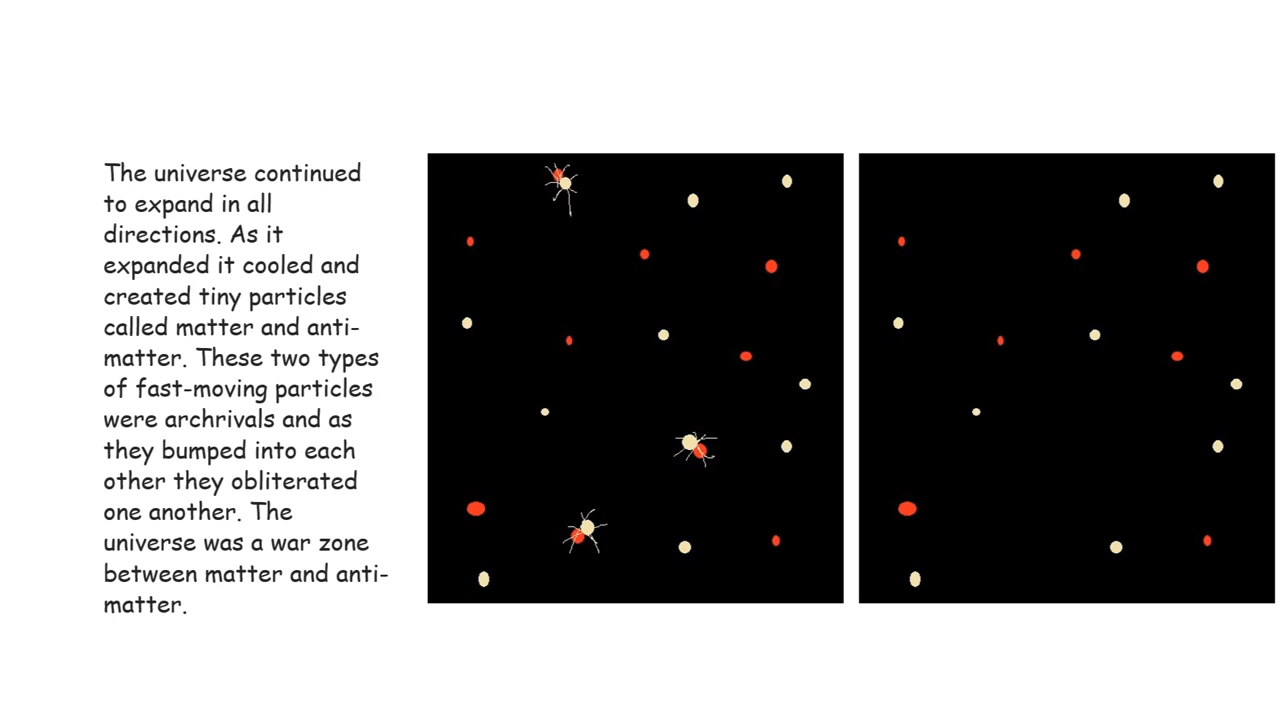 The universe continued
to expand in all
directions. As it
expanded it cooled and
created tiny particles
called matter and anti-
matter. These two types
of fast-moving particles
were archrivals and as
they bumped into each
other they obliterated
one another. The
universe was a war zone
between matter and anti-
matter.